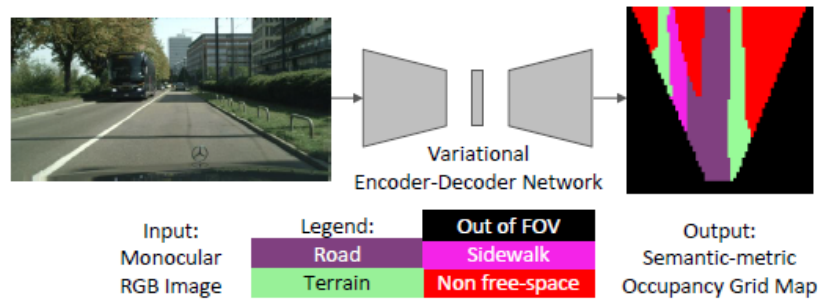 Variational
Encoder-Decoder Network
Input:
Monocular
RGB Image
Legend:
Out of FOV
Road
Sidewalk
Terrain
Non free-space
Output:
Semantic-metric
Occupancy Grid Map